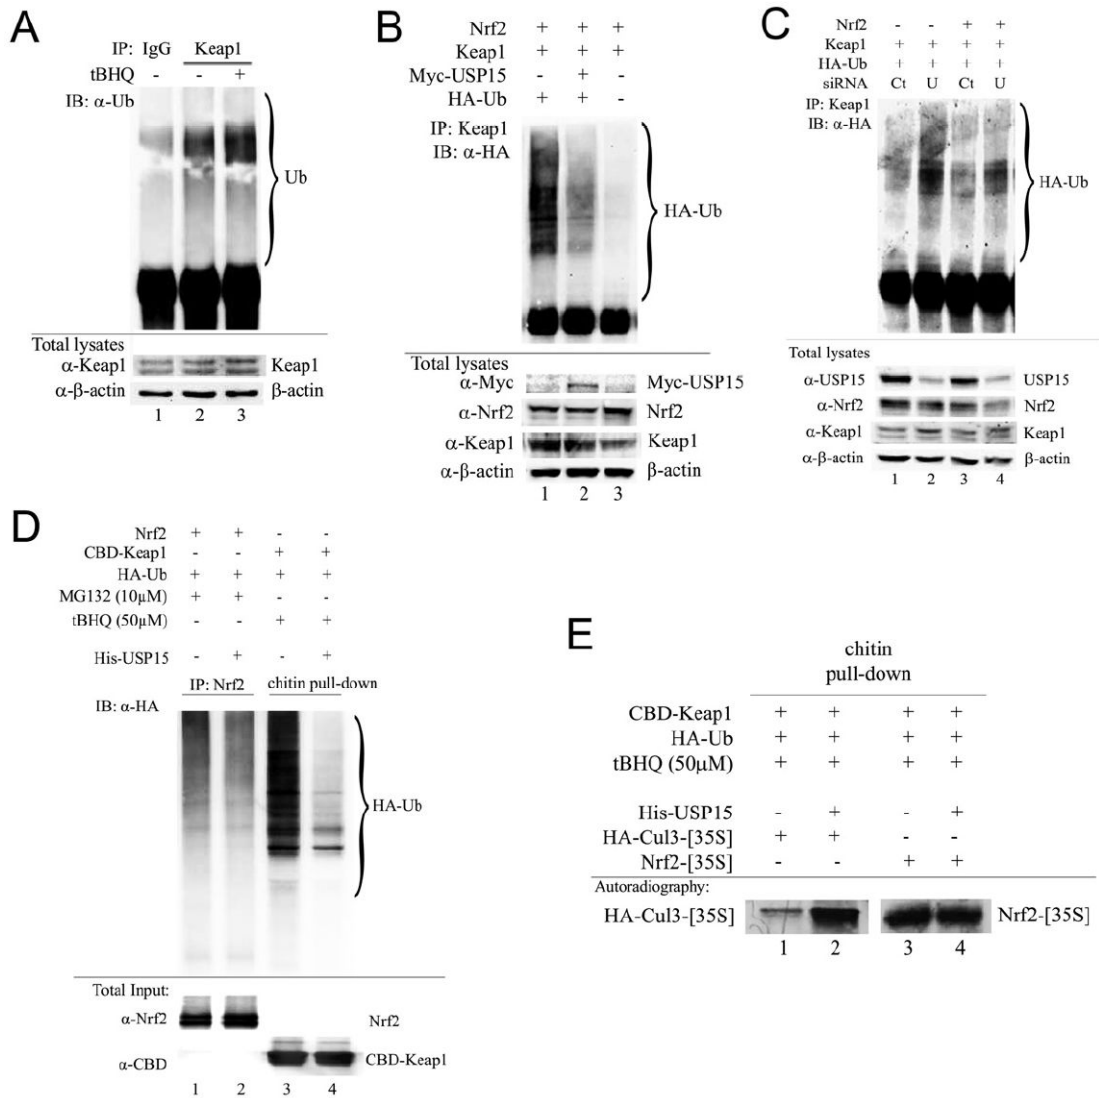 A
IP: IgG Keap1
tBHQ - - +
IB: α-Ub
Ub
Total lysates
α-Keap1 Keap1
α-β-actin β-actin
1 2 3
B
Nrf2 + + +
Keap1 + + +
Myc-USP15 - + -
HA-Ub + + -
IP: Keap1
IB: α-HA
HA-Ub
Total lysates
α-Myc Myc-USP15
α-Nrf2 Nrf2
α-Keap1 Keap1
α-β-actin β-actin
1 2 3
C
Nrf2 - - + +
Keap1 + + + +
HA-Ub + + + +
siRNA Ct U Ct U
IP: Keap1
IB: α-HA
HA-Ub
Total lysates
α-USP15 USP15
α-Nrf2 Nrf2
α-Keap1 Keap1
α-β-actin β-actin
1 2 3 4
D
Nrf2 + + - -
CBD-Keap1 - - + +
HA-Ub + + + +
MG132 (10μM) + + - -
tBHQ (50μM) - - + +
His-USP15 - + - +
IP: Nrf2 chitin pull-down
IB: α-HA
HA-Ub
Total Input:
α-Nrf2 Nrf2
α-CBD CBD-Keap1
1 2 3 4
E
chitin
pull-down
CBD-Keap1 + + + +
HA-Ub + + + +
tBHQ (50μM) + + + +
His-USP15 - + - +
HA-Cul3-[35S] + + - -
Nrf2-[35S] - - + +
Autoradiography:
HA-Cul3-[35S] Nrf2-[35S]
1 2 3 4